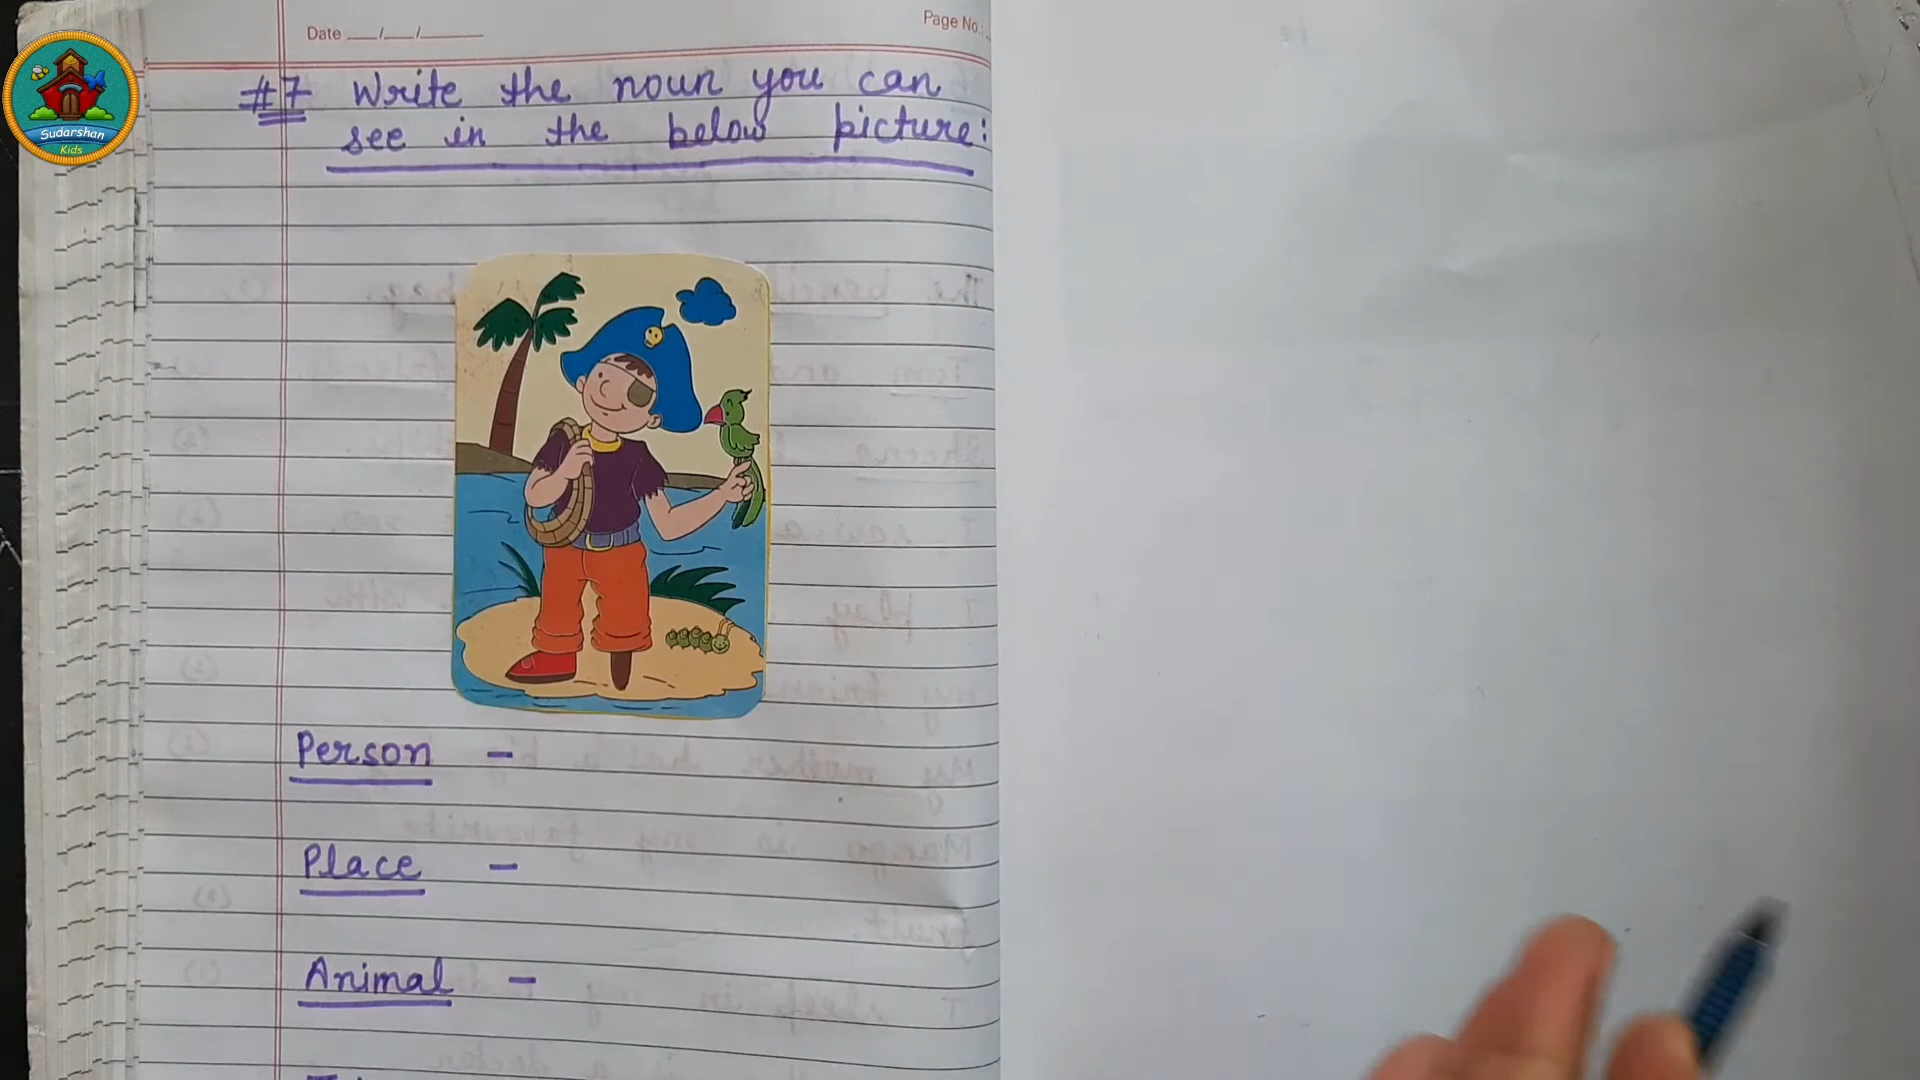 Sudarshan
Kids
Date __/__/____
Page No.:
#7 Write the noun you can
see in the below picture:
Person -
Place -
Animal -